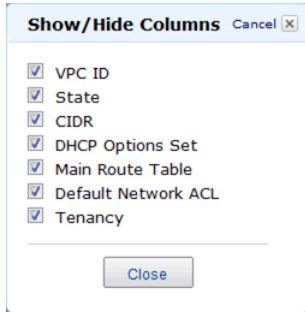 Show/Hide Columns Cancel
VPC ID
State
CIDR
DHCP Options Set
Main Route Table
Default Network ACL
Tenancy
Close